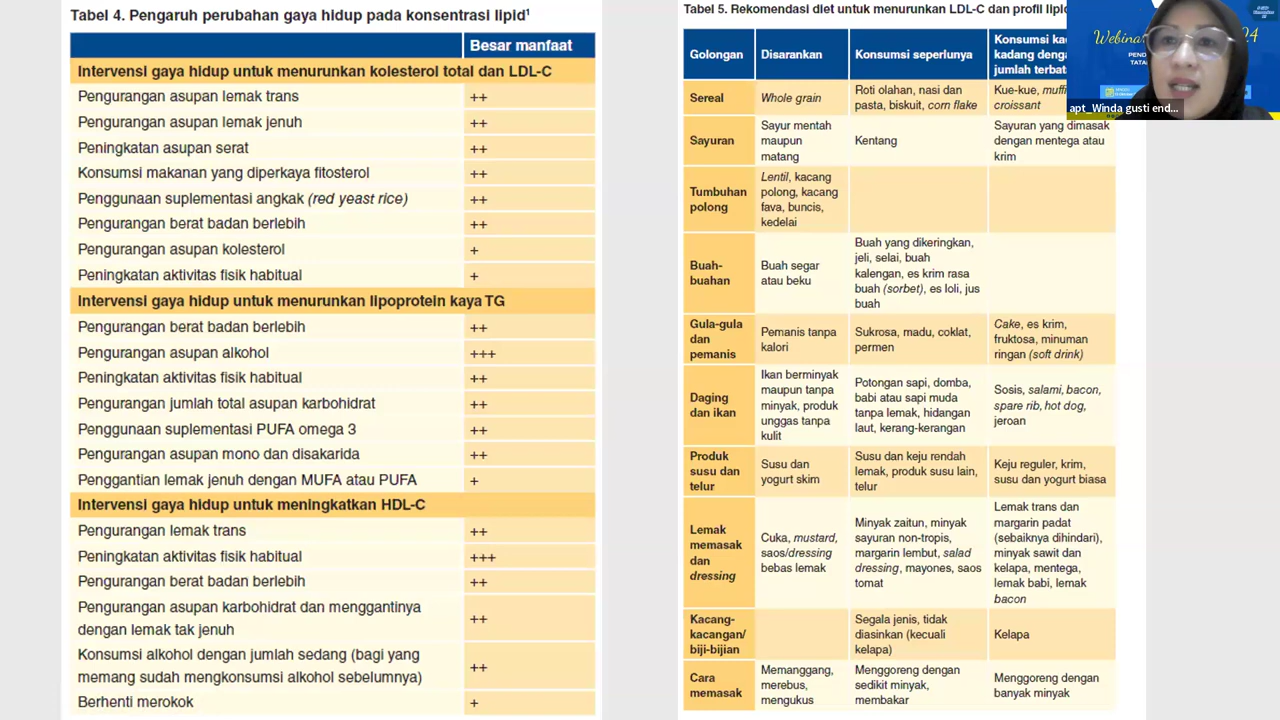 Tabel 4. Pengaruh perubahan gaya hidup pada konsentrasi lipid¹
Besar manfaat
Intervensi gaya hidup untuk menurunkan kolesterol total dan LDL-C
Pengurangan asupan lemak trans ++
Pengurangan asupan lemak jenuh ++
Peningkatan asupan serat ++
Konsumsi makanan yang diperkaya fitosterol ++
Penggunaan suplementasi angkak (red yeast rice) ++
Pengurangan berat badan berlebih ++
Pengurangan asupan kolesterol +
Peningkatan aktivitas fisik habitual +
Intervensi gaya hidup untuk menurunkan lipoprotein kaya TG
Pengurangan berat badan berlebih ++
Pengurangan asupan alkohol +++
Peningkatan aktivitas fisik habitual ++
Pengurangan jumlah total asupan karbohidrat ++
Penggunaan suplementasi PUFA omega 3 ++
Pengurangan asupan mono dan disakarida ++
Penggantian lemak jenuh dengan MUFA atau PUFA +
Intervensi gaya hidup untuk meningkatkan HDL-C
Pengurangan lemak trans ++
Peningkatan aktivitas fisik habitual +++
Pengurangan berat badan berlebih ++
Pengurangan asupan karbohidrat dan menggantinya
dengan lemak tak jenuh ++
Konsumsi alkohol dengan jumlah sedang (bagi yang
memang sudah mengkonsumsi alkohol sebelumnya) ++
Berhenti merokok +
Tabel 5. Rekomendasi diet untuk menurunkan LDL-C dan profil lipid
Golongan
Disarankan
Konsumsi seperlunya
Konsumsi
kadang
jumlah
Sereal
Whole grain
Roti olahan, nasi dan
pasta, biskuit, corn flake
Kue-kue,
croissant
Sayuran
Sayur mentah
maupun
matang
Kentang
Sayuran yang dimasak
dengan mentega atau
krim
Tumbuhan
polong
Lentil, kacang
polong, kacang
fava, buncis,
kedelai
Buah-
buahan
Buah segar
atau beku
Buah yang dikeringkan,
jeli, selai, buah
kalengan, es krim rasa
buah (sorbet), es loli, jus
buah
Gula-gula
dan
pemanis
Pemanis tanpa
kalori
Sukrosa, madu, coklat,
permen
Cake, es krim,
fruktosa, minuman
ringan (soft drink)
Daging
dan ikan
Ikan berminyak
maupun tanpa
minyak, produk
unggas tanpa
kulit
Potongan sapi, domba,
babi atau sapi muda
tanpa lemak, hidangan
laut, kerang-kerangan
Sosis, salami, bacon,
spare rib, hot dog,
jeroan
Produk
susu dan
telur
Susu dan
yogurt skim
Susu dan keju rendah
lemak, produk susu lain,
telur
Keju reguler, krim,
susu dan yogurt biasa
Lemak
memasak
dan
dressing
Cuka, mustard,
saos/dressing
bebas lemak
Minyak zaitun, minyak
sayuran non-tropis,
margarin lembut, salad
dressing, mayones, saos
tomat
Lemak trans dan
margarin padat
(sebaiknya dihindari),
minyak sawit dan
kelapa, mentega,
lemak babi, lemak
bacon
Kacang-
kacangan/
biji-bijian
Segala jenis, tidak
diasinkan (kecuali
kelapa)
Kelapa
Cara
memasak
Memanggang,
merebus,
mengukus
Menggoreng dengan
sedikit minyak,
membakar
Menggoreng dengan
banyak minyak
Webinar
24
apt_Winda gusti end...